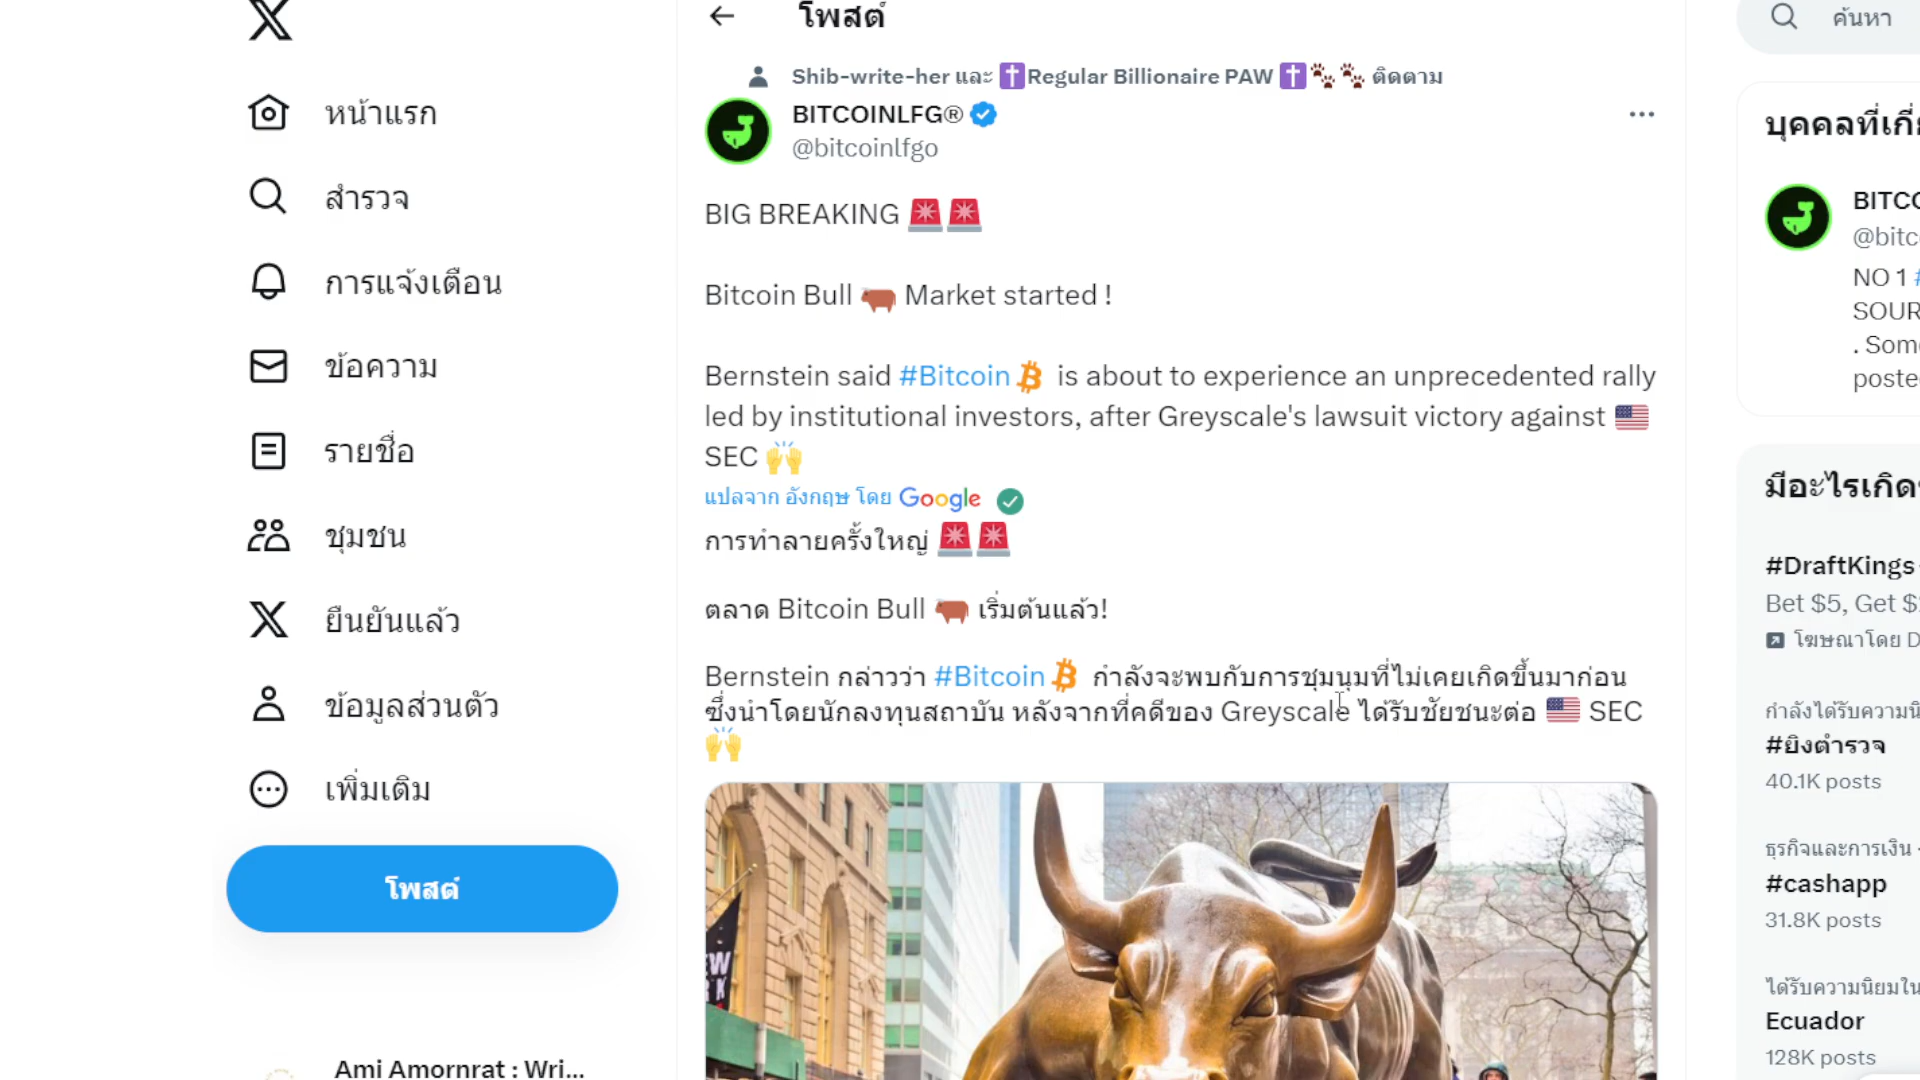 โพสต์
Shib-write-her และ ✝️Regular Billionaire PAW ✝️🐾🐾 ติดตาม
BITCOINLFG®
@bitcoinlfgo
BIG BREAKING 🚨🚨
Bitcoin Bull 🐂 Market started !
Bernstein said #Bitcoin is about to experience an unprecedented rally
led by institutional investors, after Greyscale's lawsuit victory against 🇺🇸
SEC 🙌
แปลจาก อังกฤษ โดย Google
การทำลายครั้งใหญ่ 🚨🚨
ตลาด Bitcoin Bull 🐂 เริ่มต้นแล้ว!
Bernstein กล่าวว่า #Bitcoin กำลังจะพบกับการชุมนุมที่ไม่เคยเกิดขึ้นมาก่อน
ซึ่งนำโดยนักลงทุนสถาบัน หลังจากที่คดีของ Greyscale ได้รับชัยชนะต่อ 🇺🇸 SEC
🙌
หน้าแรก
สำรวจ
การแจ้งเตือน
ข้อความ
รายชื่อ
ชุมชน
ยืนยันแล้ว
ข้อมูลส่วนตัว
เพิ่มเติม
โพสต์
Ami Amornrat : Wri...
ค้นหา
บุคคลที่เกี่
BITCO
@bitc
NO 1 #
SOUR
. Som
poste
มีอะไรเกิด
#DraftKings
Bet $5, Get $
โฆษณาโดย D
กำลังได้รับความนิ
#ยิงตำรวจ
40.1K posts
ธุรกิจและการเงิน ·
#cashapp
31.8K posts
ได้รับความนิยมใน
Ecuador
128K posts